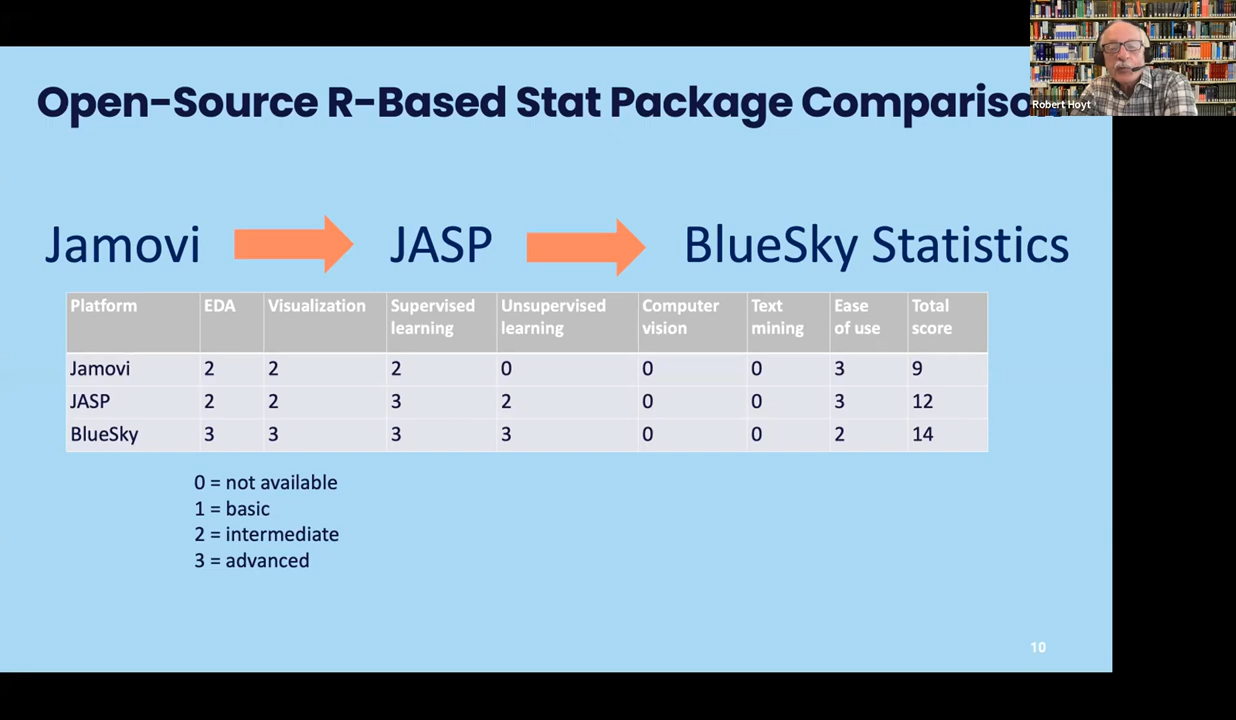 Open-Source R-Based Stat Package Comparison
Robert Hoyt
Jamovi JASP BlueSky Statistics
Platform EDA Visualization Supervised learning Unsupervised learning Computer vision Text mining Ease of use Total score
Jamovi 2 2 2 0 0 0 3 9
JASP 2 2 3 2 0 0 3 12
BlueSky 3 3 3 3 0 0 2 14
0 = not available
1 = basic
2 = intermediate
3 = advanced
10